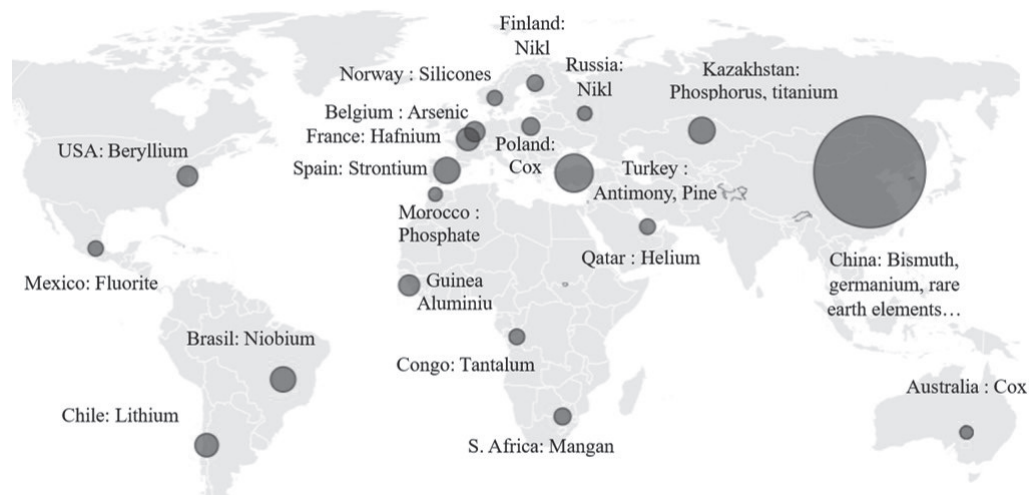 Finland:
Nikl
Russia:
Nikl
Norway : Silicones
Kazakhstan:
Phosphorus, titanium
Belgium : Arsenic
France: Hafnium
USA: Beryllium
Poland:
Cox
Spain: Strontium
Turkey :
Antimony, Pine
Morocco :
Phosphate
Qatar : Helium
China: Bismuth,
germanium, rare
earth elements…
Mexico: Fluorite
Guinea
Aluminiu
Brasil: Niobium
Congo: Tantalum
Australia : Cox
Chile: Lithium
S. Africa: Mangan